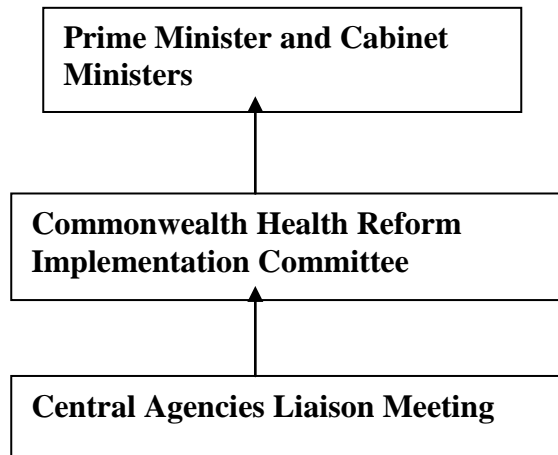 Prime Minister and Cabinet
Ministers
Commonwealth Health Reform
Implementation Committee
Central Agencies Liaison Meeting